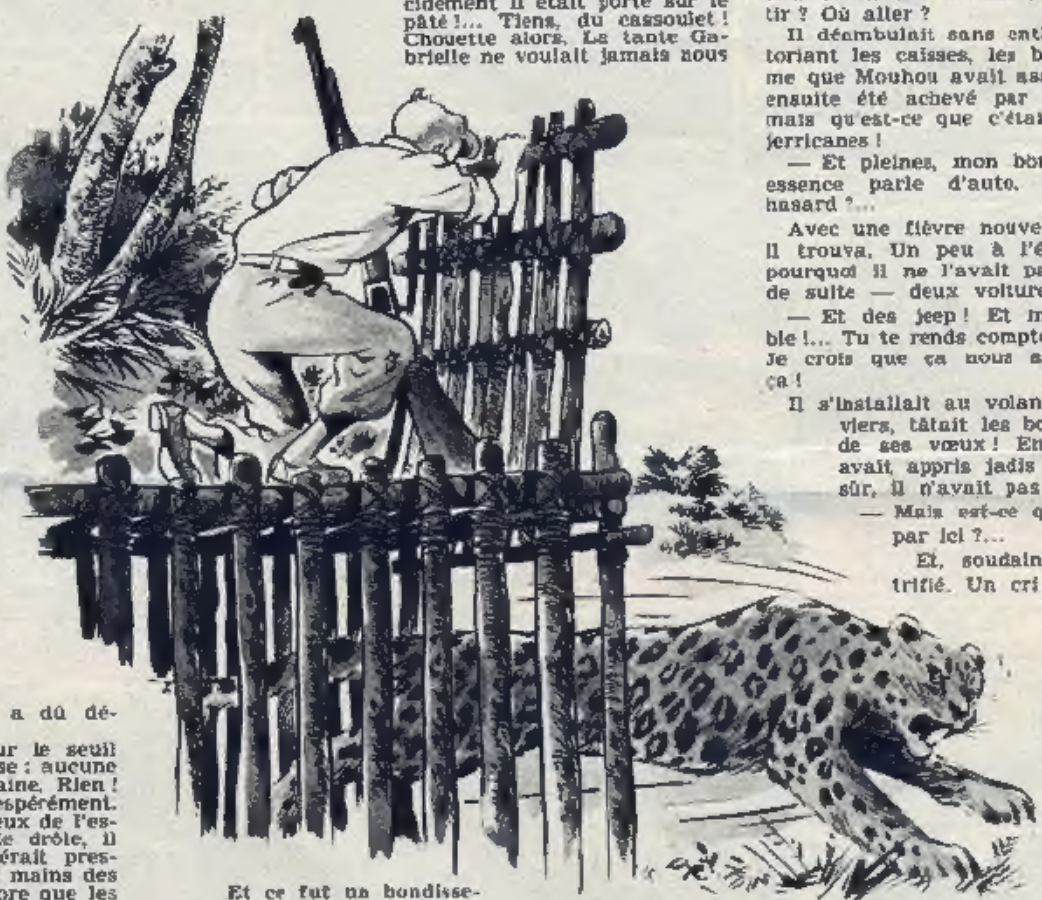 a dû dé-
ur le seuil
se : aucune
aine. Rien !
espérément.
eux de l'es-
te drôle, il
érait pres-
mains des
ore que les
cidément il était porté sur le
pâté !... Tiens, du cassoulet !
Chouette alors. La tante Ga-
brielle ne voulait jamais nous
Et ce fut un bondisse-
tir ? Où aller ?
Il déambulait sans enth
toriant les caisses, les b
me que Mouhou avait ass
ensuite été achevé par
mais qu'est-ce que c'étai
jerricanes !
— Et pleines, mon bon
essence parle d'auto.
hasard ?...
Avec une fièvre nouve
il trouva. Un peu à l'é
pourquoi il ne l'avait pa
de suite — deux voiture
— Et des jeep ! Et m
ble !... Tu te rends compte
Je crois que ça nous a
ça !
Il s'installait au volan
viers, tâtait les bo
de ses vœux ! En
avait appris jadis
sûr, il n'avait pas
— Mais est-ce q
par ici ?...
Et, soudain
trifié. Un cri